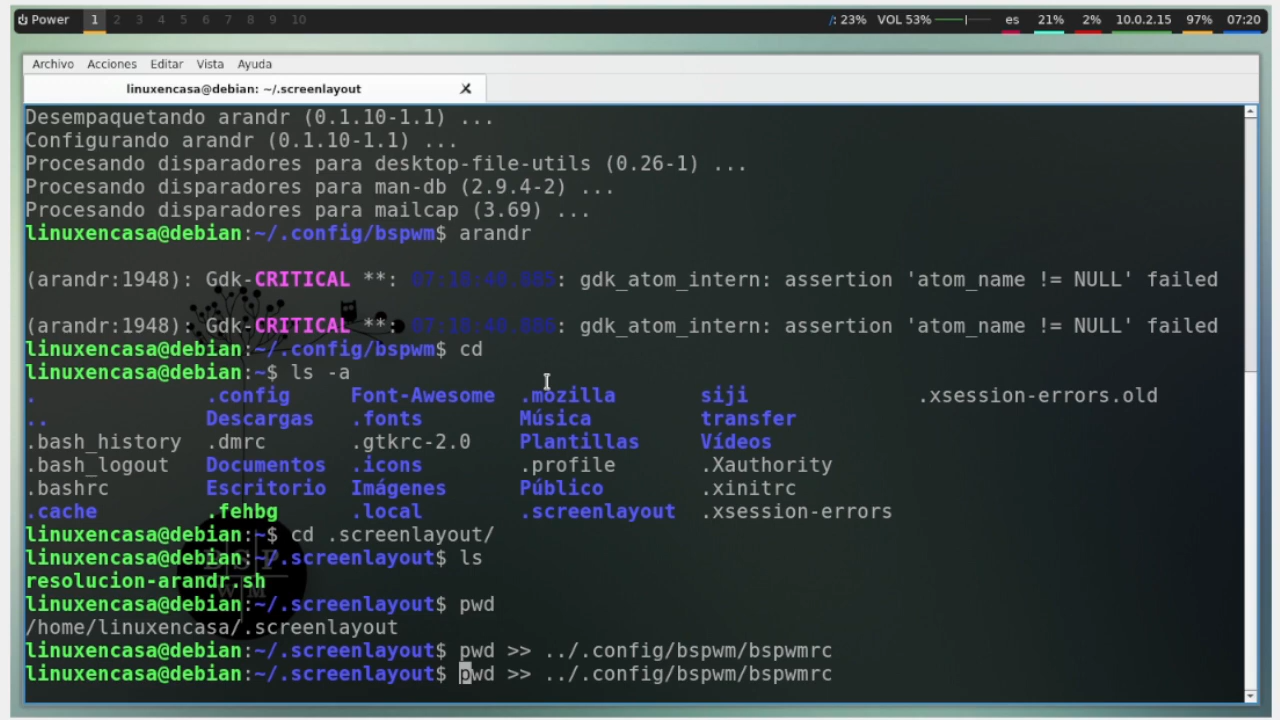 Power 1 2 3 4 5 6 7 8 9 10 /: 23% VOL 53% es 21% 2% 10.0.2.15 97% 07:20
Archivo Acciones Editar Vista Ayuda
linuxencasa@debian: ~/.screenlayout
Desempaquetando arandr (0.1.10-1.1) ...
Configurando arandr (0.1.10-1.1) ...
Procesando disparadores para desktop-file-utils (0.26-1) ...
Procesando disparadores para man-db (2.9.4-2) ...
Procesando disparadores para mailcap (3.69) ...
linuxencasa@debian:~/.config/bspwm$ arandr
(arandr:1948): Gdk-CRITICAL **: 07:18:40.885: gdk_atom_intern: assertion 'atom_name != NULL' failed
(arandr:1948): Gdk-CRITICAL **: 07:18:40.886: gdk_atom_intern: assertion 'atom_name != NULL' failed
linuxencasa@debian:~/.config/bspwm$ cd
linuxencasa@debian:~$ ls -a
. .config Font-Awesome .mozilla siji .xsession-errors.old
.. Descargas .fonts Música transfer
.bash_history .dmrc .gtkrc-2.0 Plantillas Vídeos
.bash_logout Documentos .icons .profile .Xauthority
.bashrc Escritorio Imágenes Público .xinitrc
.cache .fehbg .local .screenlayout .xsession-errors
linuxencasa@debian:~$ cd .screenlayout/
linuxencasa@debian:~/.screenlayout$ ls
resolucion-arandr.sh
linuxencasa@debian:~/.screenlayout$ pwd
/home/linuxencasa/.screenlayout
linuxencasa@debian:~/.screenlayout$ pwd >> ../.config/bspwm/bspwmrc
linuxencasa@debian:~/.screenlayout$ pwd >> ../.config/bspwm/bspwmrc
BSP
WM